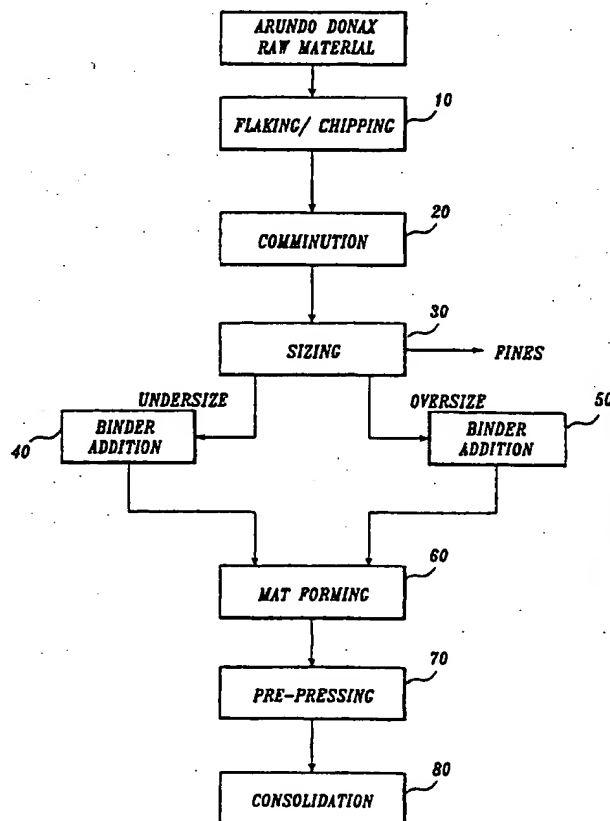 ARUNDO DONAX
RAW MATERIAL
10
FLAKING/ CHIPPING
20
COMMINUTION
30
SIZING
FINES
UNDERSIZE
OVERSIZE
40
BINDER
ADDITION
50
BINDER
ADDITION
60
MAT FORMING
70
PRE-PRESSING
80
CONSOLIDATION